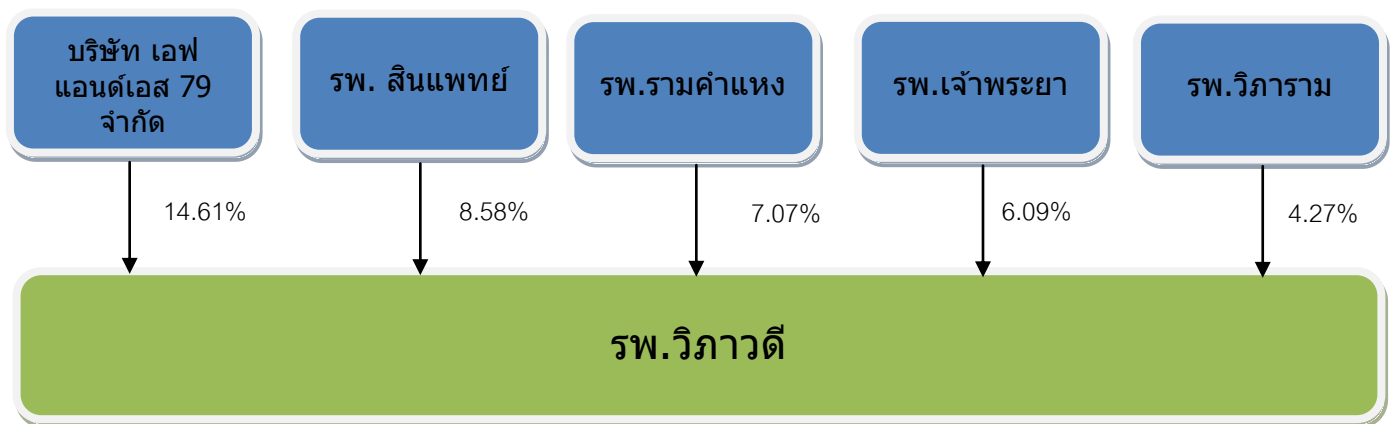 บริษัท เอฟ
แอนด์เอส 79
จำกัด
รพ. สินแพทย์
รพ.รามคำแหง
รพ.เจ้าพระยา
รพ.วิภาราม
14.61%
8.58%
7.07%
6.09%
4.27%
รพ.วิภาวดี